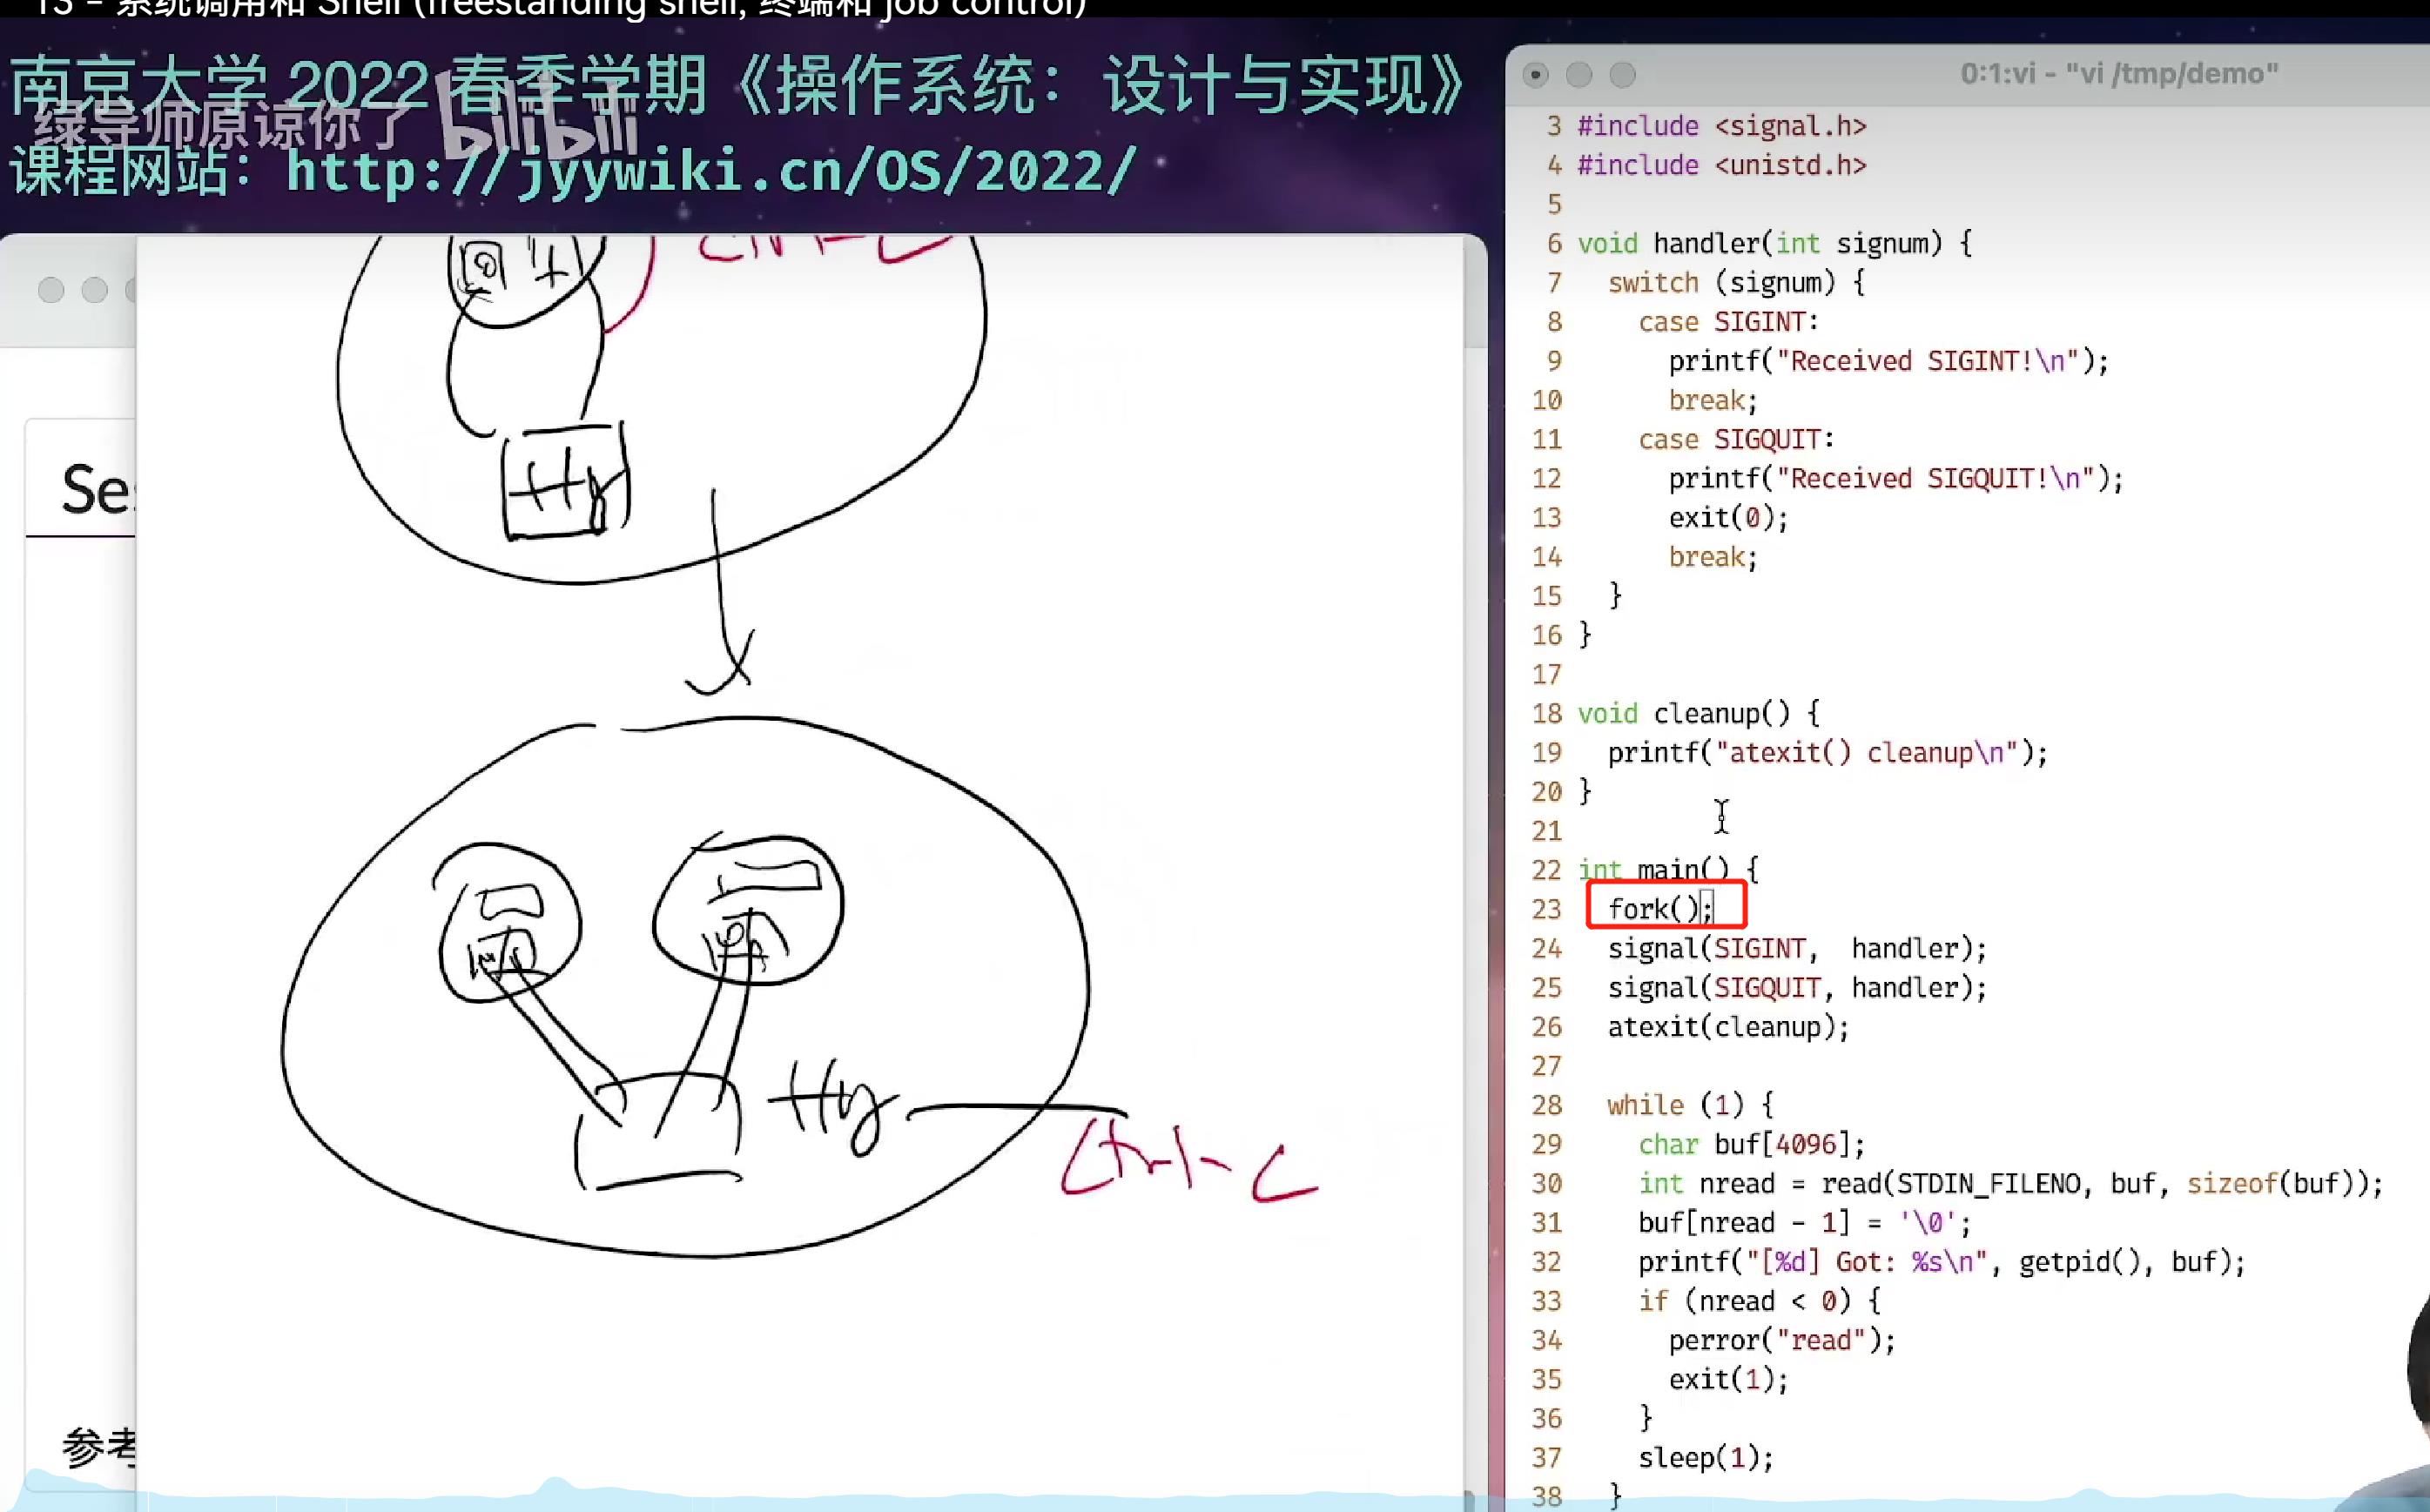 13 - 系统调用和 Shell (freestanding shell, 终端和 job control)
南京大学 2022 春季学期《操作系统：设计与实现》
绿导师原谅你了 bilibili
课程网站：http://jyywiki.cn/OS/2022/
Ctrl-C
tty
Ses
tty
Ctrl-C
参考
0:1:vi - "vi /tmp/demo"
3 #include <signal.h>
4 #include <unistd.h>
5
6 void handler(int signum) {
7   switch (signum) {
8     case SIGINT:
9       printf("Received SIGINT!\n");
10       break;
11     case SIGQUIT:
12       printf("Received SIGQUIT!\n");
13       exit(0);
14       break;
15   }
16 }
17
18 void cleanup() {
19   printf("atexit() cleanup\n");
20 }
21
22 int main() {
23   fork();
24   signal(SIGINT,  handler);
25   signal(SIGQUIT, handler);
26   atexit(cleanup);
27
28   while (1) {
29     char buf[4096];
30     int nread = read(STDIN_FILENO, buf, sizeof(buf));
31     buf[nread - 1] = '\0';
32     printf("[%d] Got: %s\n", getpid(), buf);
33     if (nread < 0) {
34       perror("read");
35       exit(1);
36     }
37     sleep(1);
38   }